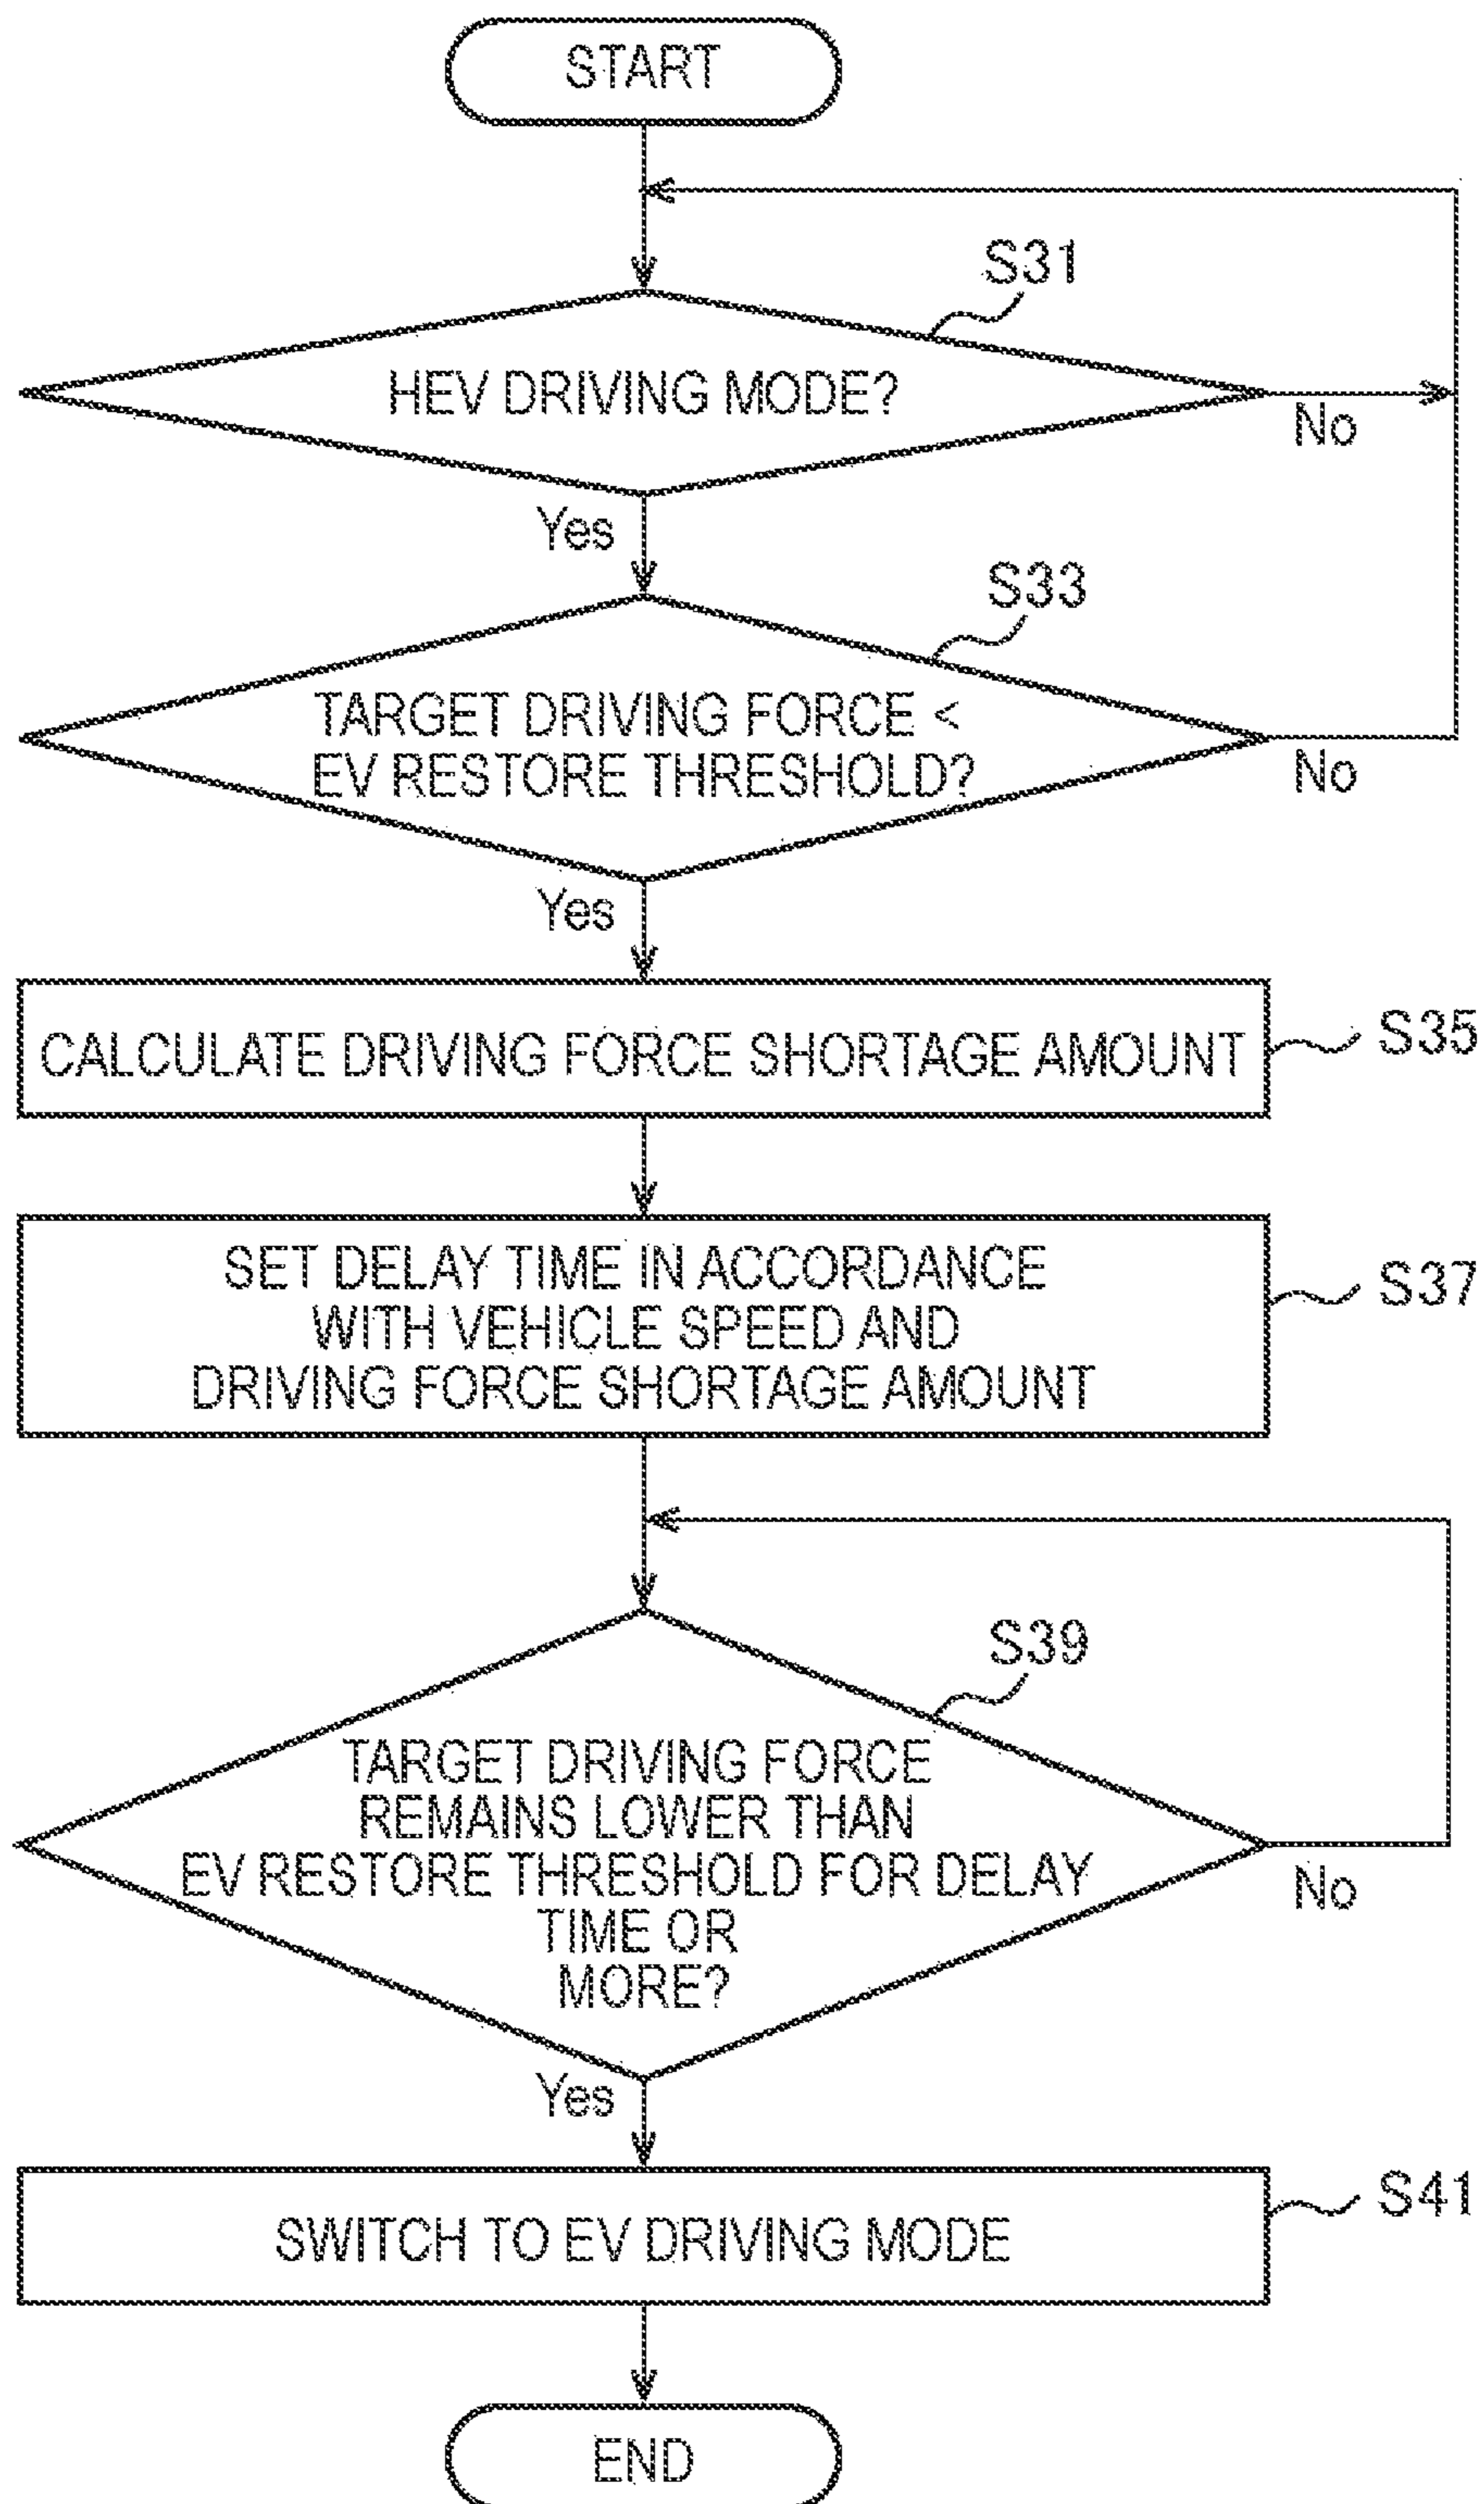 START
S31
HEV DRIVING MODE?
No
Yes
S33
TARGET DRIVING FORCE <
EV RESTORE THRESHOLD?
No
Yes
CALCULATE DRIVING FORCE SHORTAGE AMOUNT
S35
SET DELAY TIME IN ACCORDANCE
WITH VEHICLE SPEED AND
DRIVING FORCE SHORTAGE AMOUNT
S37
S39
TARGET DRIVING FORCE
REMAINS LOWER THAN
EV RESTORE THRESHOLD FOR DELAY
TIME OR
MORE?
No
Yes
SWITCH TO EV DRIVING MODE
S41
END